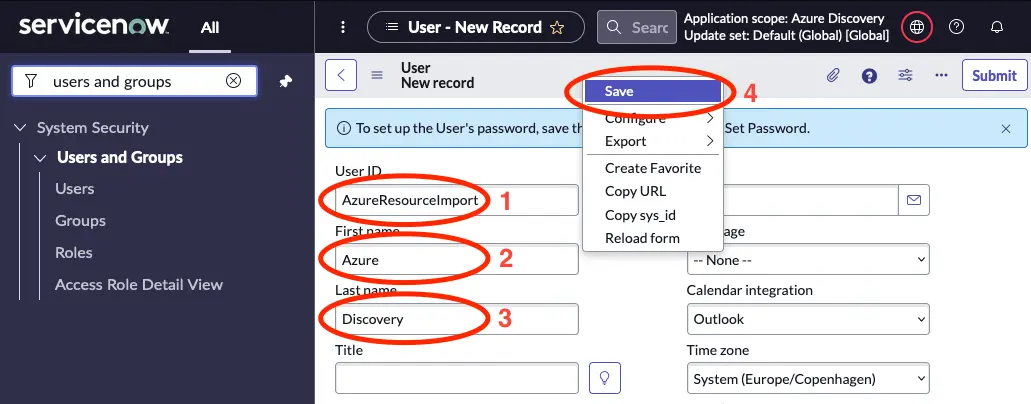 servicenow
All
User - New Record
Searc
Application scope: Azure Discovery
Update set: Default (Global) [Global]
users and groups
System Security
Users and Groups
Users
Groups
Roles
Access Role Detail View
User
New record
Submit
To set up the User's password, save th
Set Password.
Save
4
Configure
Export
Create Favorite
Copy URL
Copy sys_id
Reload form
User ID
AzureResourceImport
1
First name
Azure
2
age
-- None --
Last name
Discovery
3
Calendar integration
Outlook
Title
Time zone
System (Europe/Copenhagen)